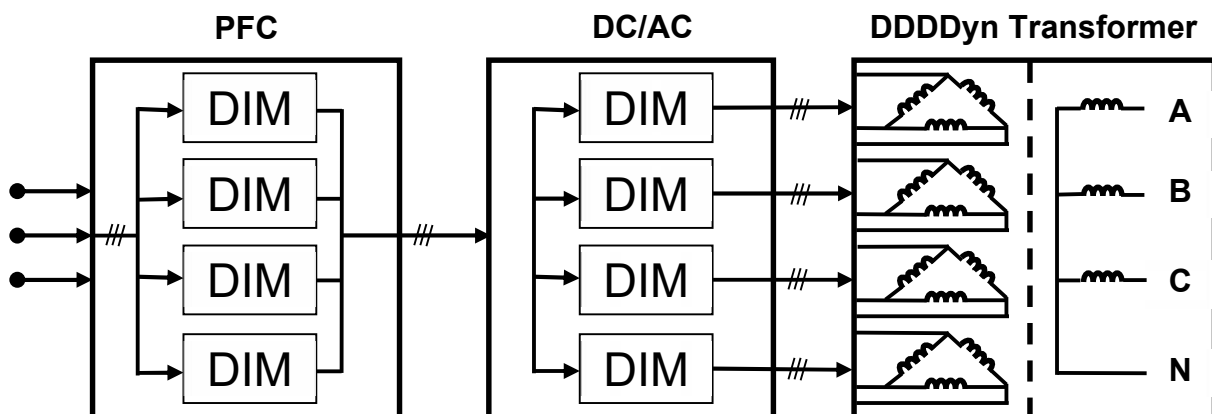 PFC
DC/AC
DDDDyn Transformer
DIM
DIM
DIM
DIM
DIM
DIM
DIM
DIM
A
B
C
N